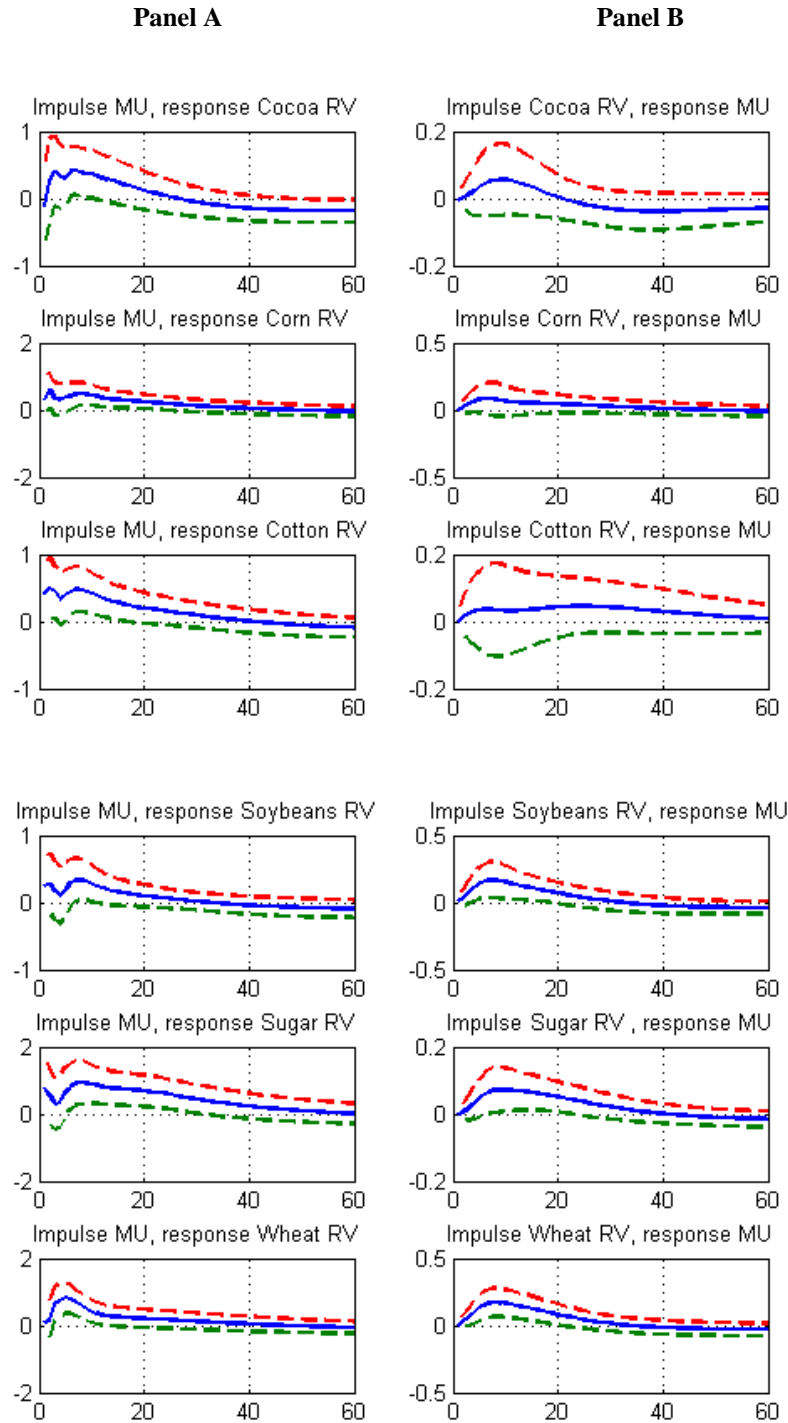 Panel A Panel B
Impulse MU, response Cocoa RV Impulse Cocoa RV, response MU
1 0.2
0 0
-1 -0.2
0 20 40 60 0 20 40 60
Impulse MU, response Corn RV Impulse Corn RV, response MU
2 0.5
0 0
-2 -0.5
0 20 40 60 0 20 40 60
Impulse MU, response Cotton RV Impulse Cotton RV, response MU
1 0.2
0 0
-1 -0.2
0 20 40 60 0 20 40 60
Impulse MU, response Soybeans RV Impulse Soybeans RV, response MU
1 0.5
0 0
-1 -0.5
0 20 40 60 0 20 40 60
Impulse MU, response Sugar RV Impulse Sugar RV , response MU
2 0.2
0 0
-2 -0.2
0 20 40 60 0 20 40 60
Impulse MU, response Wheat RV Impulse Wheat RV, response MU
2 0.5
0 0
-2 -0.5
0 20 40 60 0 20 40 60